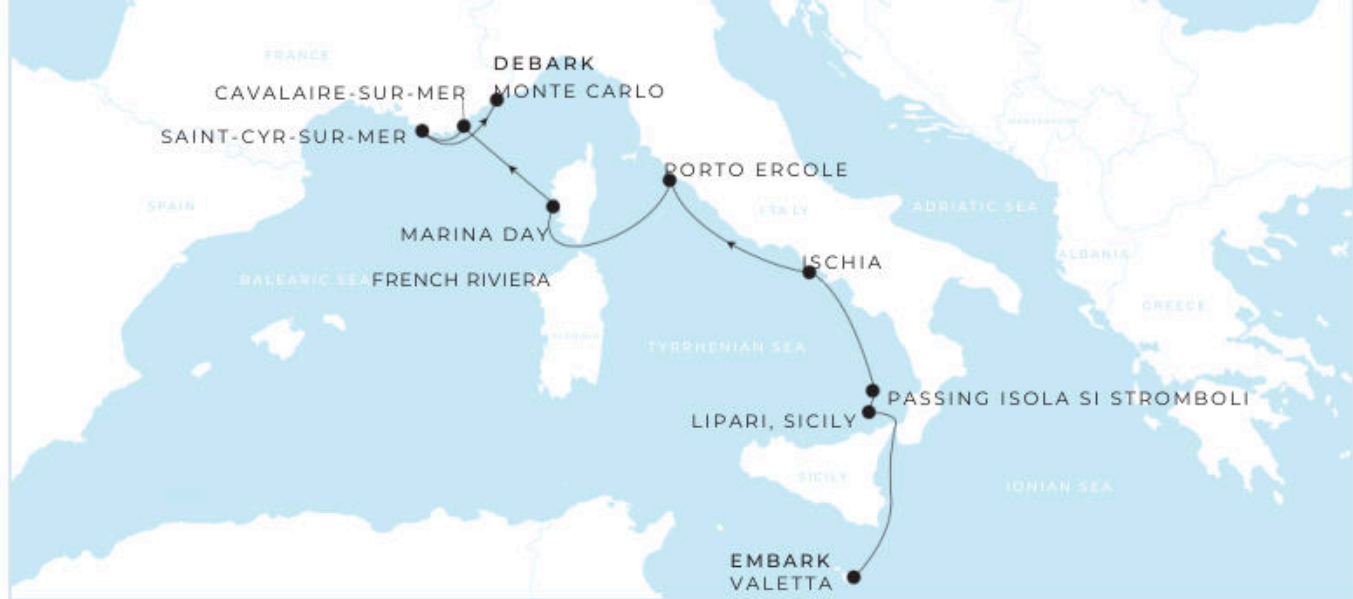 DEBARK
FRANCE
MONTE CARLO
CAVALAIRE-SUR-MER
SAINT-CYR-SUR-MER
PORTO ERCOLE
SPAIN
ITALY
ADRIATIC SEA
MARINA DAY
ALBANIA
ISCHIA
BALEARIC SEA
FRENCH RIVIERA
GREECE
TYRRHENIAN SEA
PASSING ISOLA SI STROMBOLI
LIPARI, SICILY
SICILY
IONIAN SEA
EMBARK
VALETTA